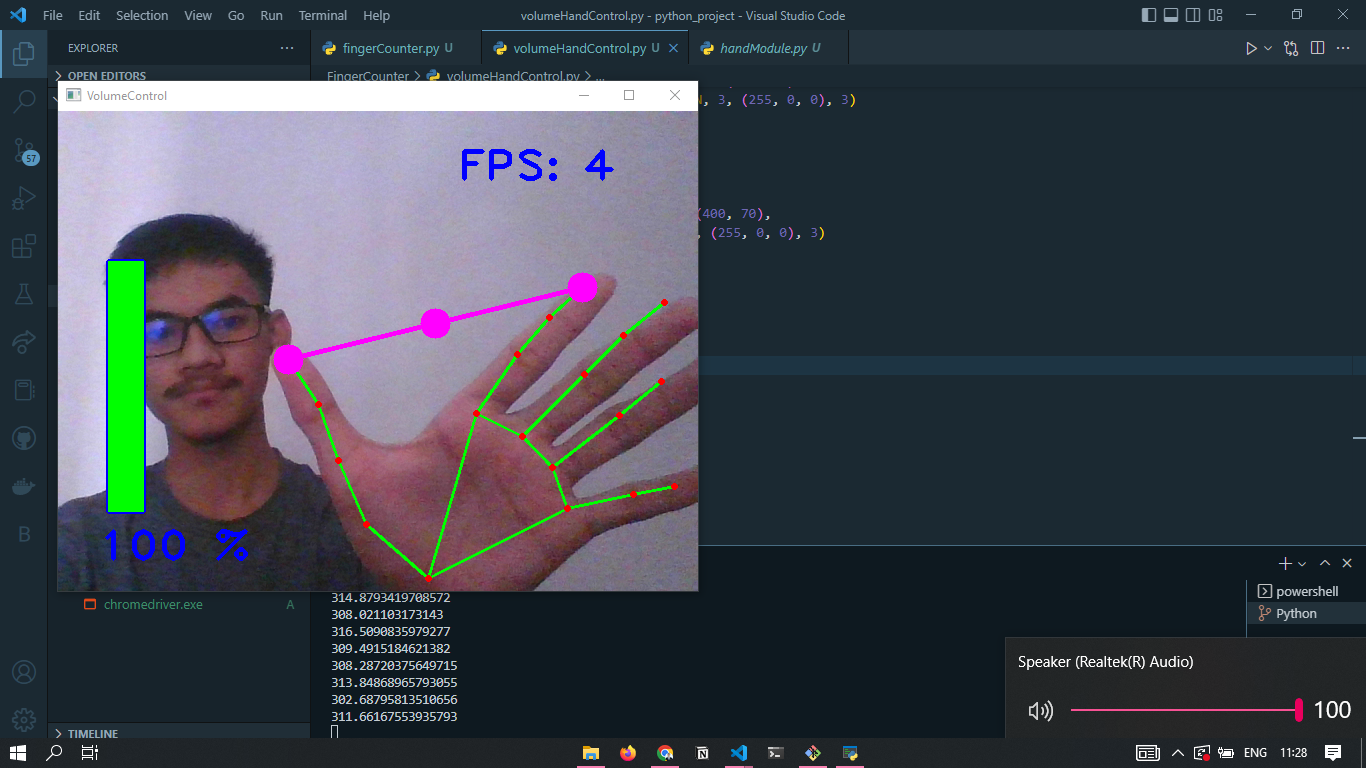 File Edit Selection View Go Run Terminal Help
volumeHandControl.py - python_project - Visual Studio Code
EXPLORER
fingerCounter.py U
volumeHandControl.py U
handModule.py U
OPEN EDITORS
FingerCounter > volumeHandControl.py > ...
VolumeControl
, 3, (255, 0, 0), 3)
FPS: 4
57
(400, 70),
, (255, 0, 0), 3)
100 %
B
chromedriver.exe A
314.8793419708572
308.021103173143
316.5090835979277
309.4915184621382
308.28720375649715
313.84868965793055
302.68795813510656
311.66167553935793
powershell
Python
Speaker (Realtek(R) Audio)
100
TIMELINE
ENG 11:28